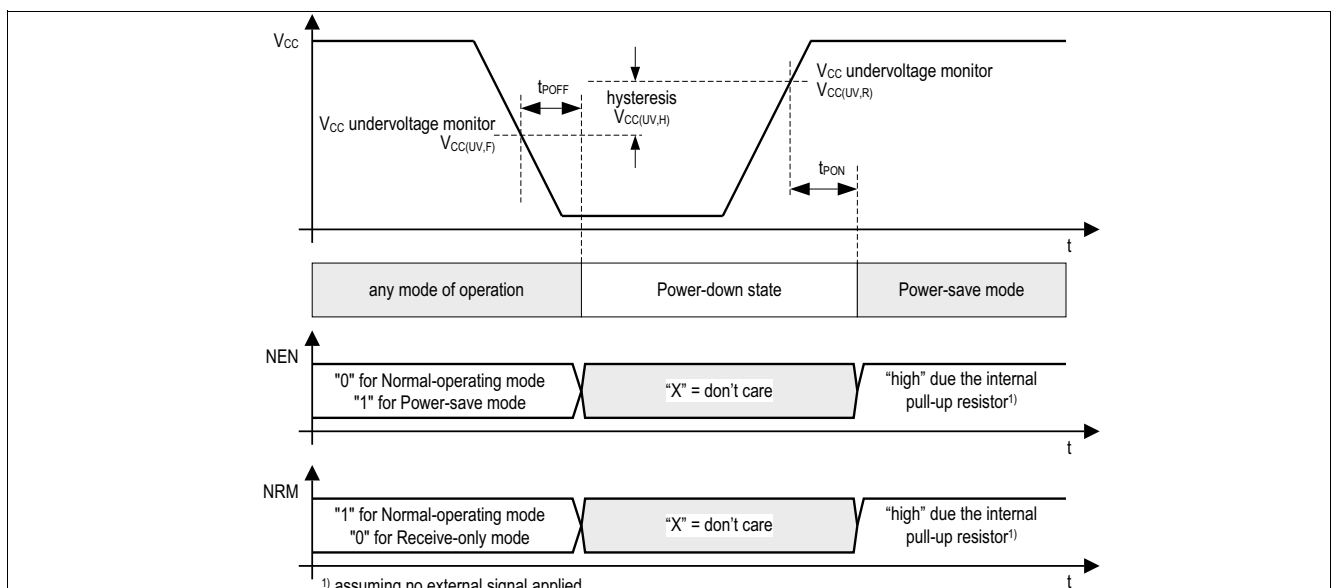 VCC
tPOFF
hysteresis
VCC(UV,H)
VCC undervoltage monitor
VCC(UV,R)
VCC undervoltage monitor
VCC(UV,F)
tPON
t
any mode of operation
Power-down state
Power-save mode
NEN
"0" for Normal-operating mode
"1" for Power-save mode
“X” = don’t care
“high” due the internal
pull-up resistor1)
t
NRM
"1" for Normal-operating mode
"0" for Receive-only mode
“X” = don’t care
“high” due the internal
pull-up resistor1)
t
1) assuming no external signal applied